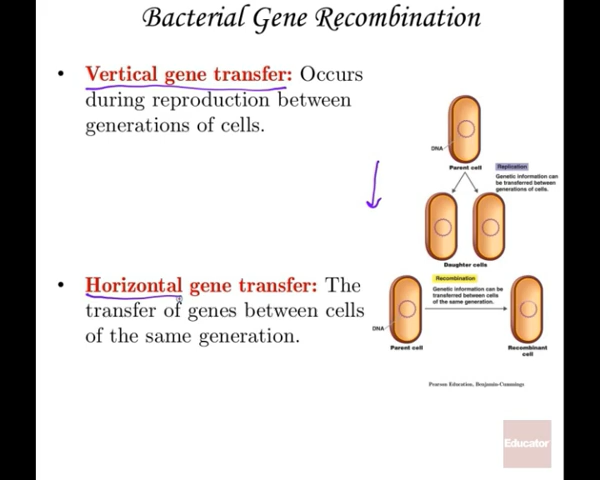 Bacterial Gene Recombination
• Vertical gene transfer: Occurs
during reproduction between
generations of cells.
DNA
Parent cell
Replication
Genetic information can
be transferred between
generations of cells.
Daughter cells
• Horizontal gene transfer: The
transfer of genes between cells
of the same generation.
Recombination
Genetic information can be
transferred between cells
of the same generation.
DNA
Parent cell
Recombinant
cell
Pearson Education, Benjamin-Cummings
Educator